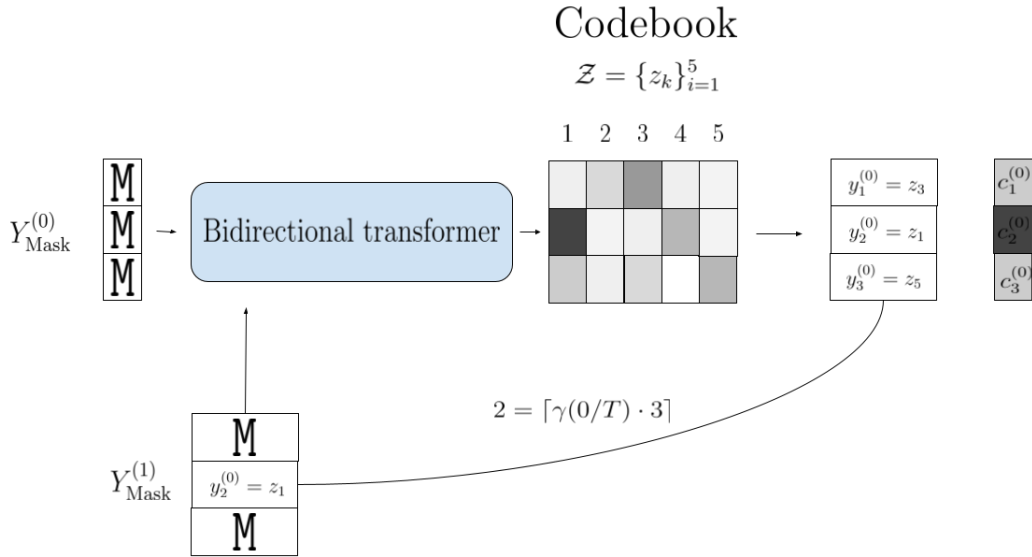 Codebook
𝒵 = {z_k}_{i=1}^5
1 2 3 4 5
Y_Mask^(0)
M
M
M
Bidirectional transformer
y_1^(0) = z_3
y_2^(0) = z_1
y_3^(0) = z_5
c_1^(0)
c_2^(0)
c_3^(0)
2 = ⌈γ(0/T) · 3⌉
Y_Mask^(1)
M
y_2^(0) = z_1
M